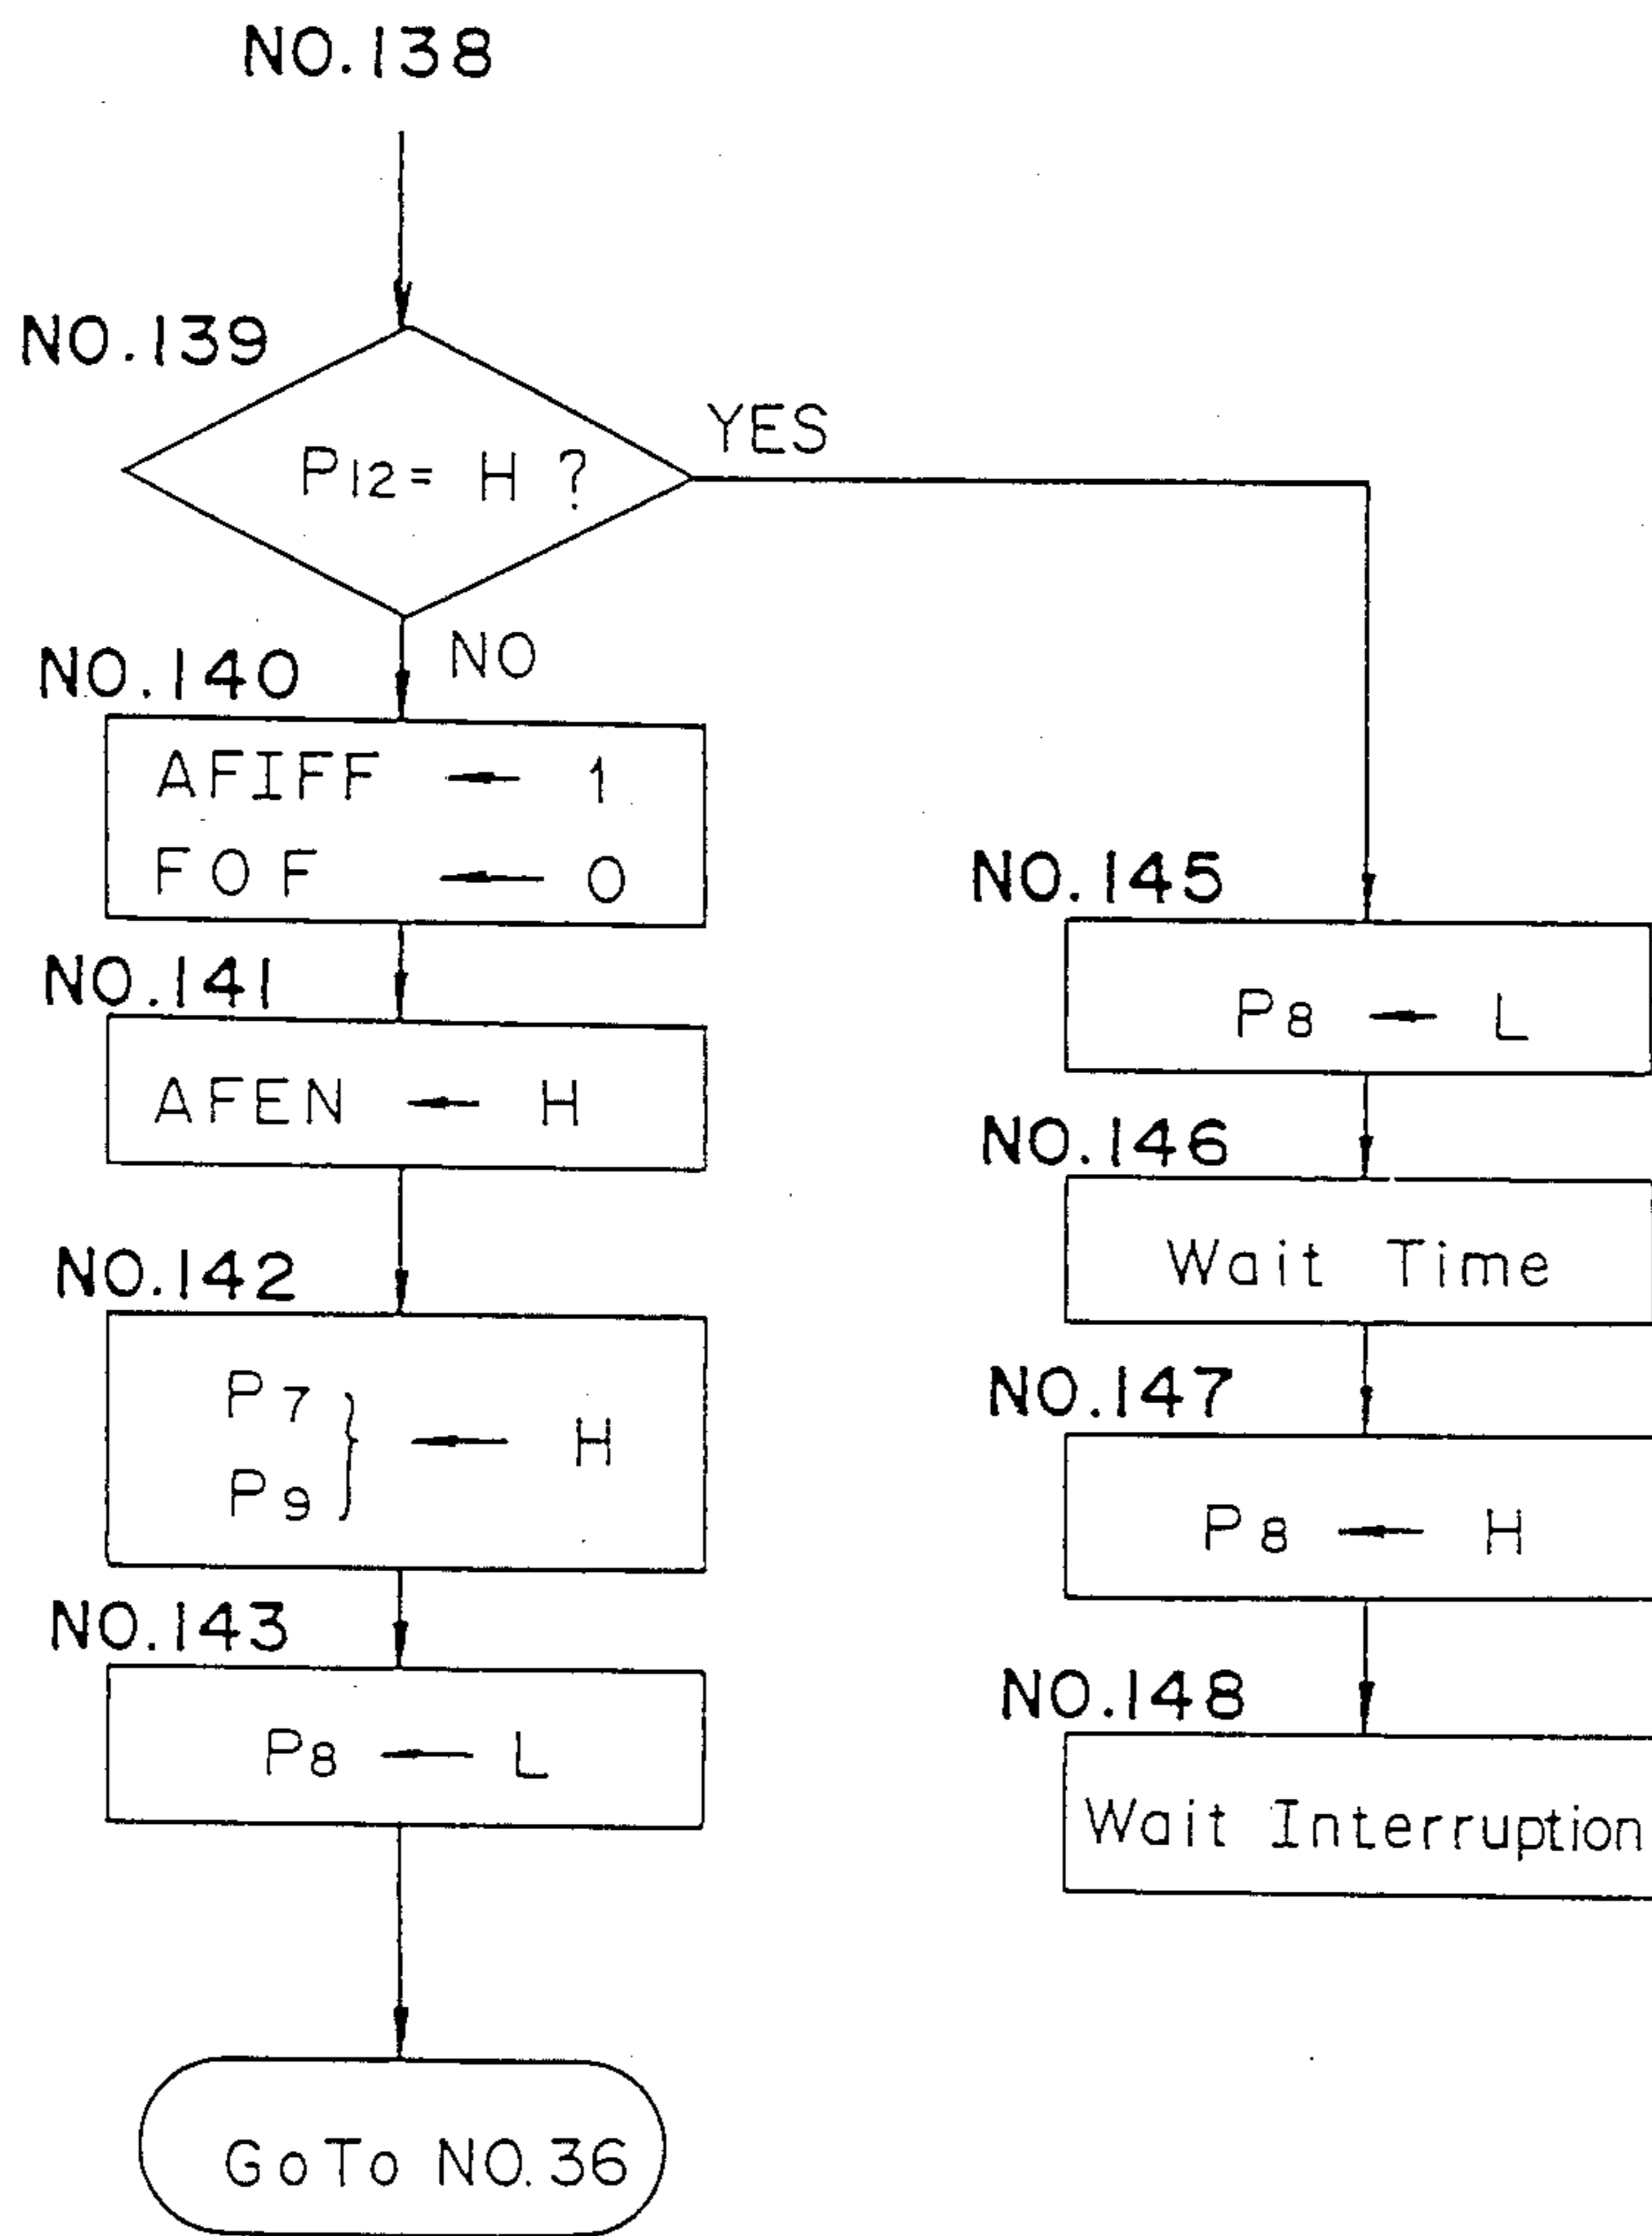 NO.138
NO.139
P12= H ?
YES
NO
NO.140
AFIFF ← 1
FOF ← 0
NO.141
AFEN ← H
NO.142
P7
P9 } ← H
NO.143
P8 ← L
GoTo NO.36
NO.145
P8 ← L
NO.146
Wait Time
NO.147
P8 ← H
NO.148
Wait Interruption